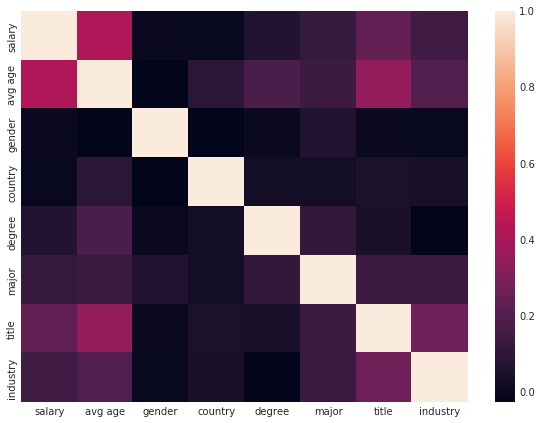 salary
avg age
gender
country
degree
major
title
industry
salary avg age gender country degree major title industry
1.0
0.8
0.6
0.4
0.2
0.0